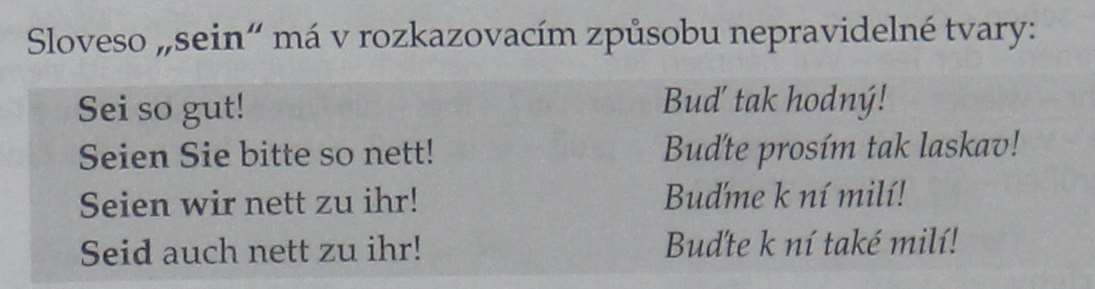 Sloveso „sein“ má v rozkazovacím způsobu nepravidelné tvary:
Sei so gut! Buď tak hodný!
Seien Sie bitte so nett! Buďte prosím tak laskav!
Seien wir nett zu ihr! Buďme k ní milí!
Seid auch nett zu ihr! Buďte k ní také milí!